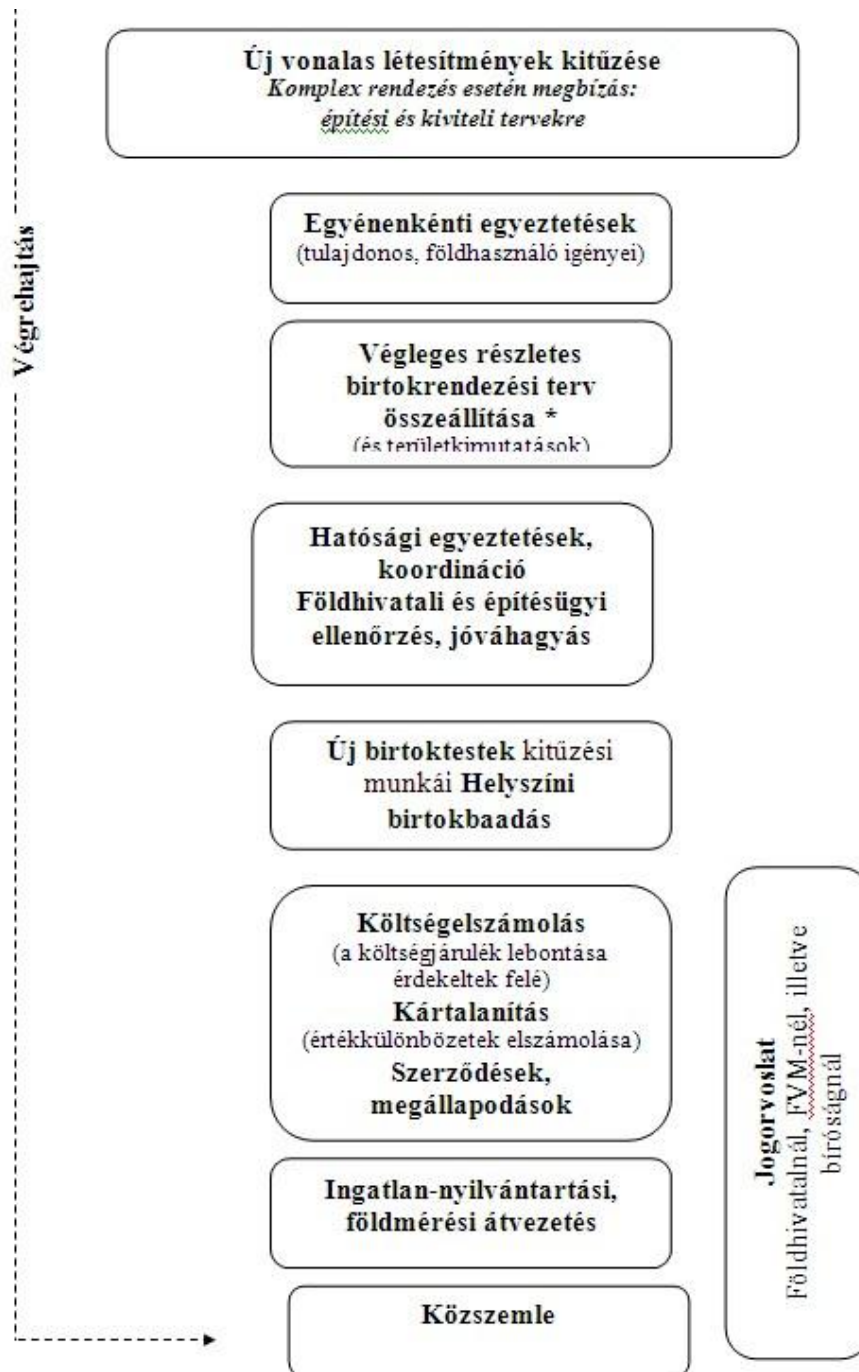 Végrehajtás
Új vonalas létesítmények kitűzése
Komplex rendezés esetén megbízás:
építési és kiviteli tervekre
Egyénenkénti egyeztetések
(tulajdonos, földhasználó igényei)
Végleges részletes
birtokrendezési terv
összeállítása *
(és területkimutatások)
Hatósági egyeztetések,
koordináció
Földhivatali és építésügyi
ellenőrzés, jóváhagyás
Új birtoktestek kitűzési
munkái Helyszíni
birtokbaadás
Költségelszámolás
(a költségjárulék lebontása
érdekeltek felé)
Kártalanítás
(értékkülönbözetek elszámolása)
Szerződések,
megállapodások
Jogorvoslat
Földhivatalnál, FVM-nél, illetve
bíróságnál
Ingatlan-nyilvántartási,
földmérési átvezetés
Közszemle